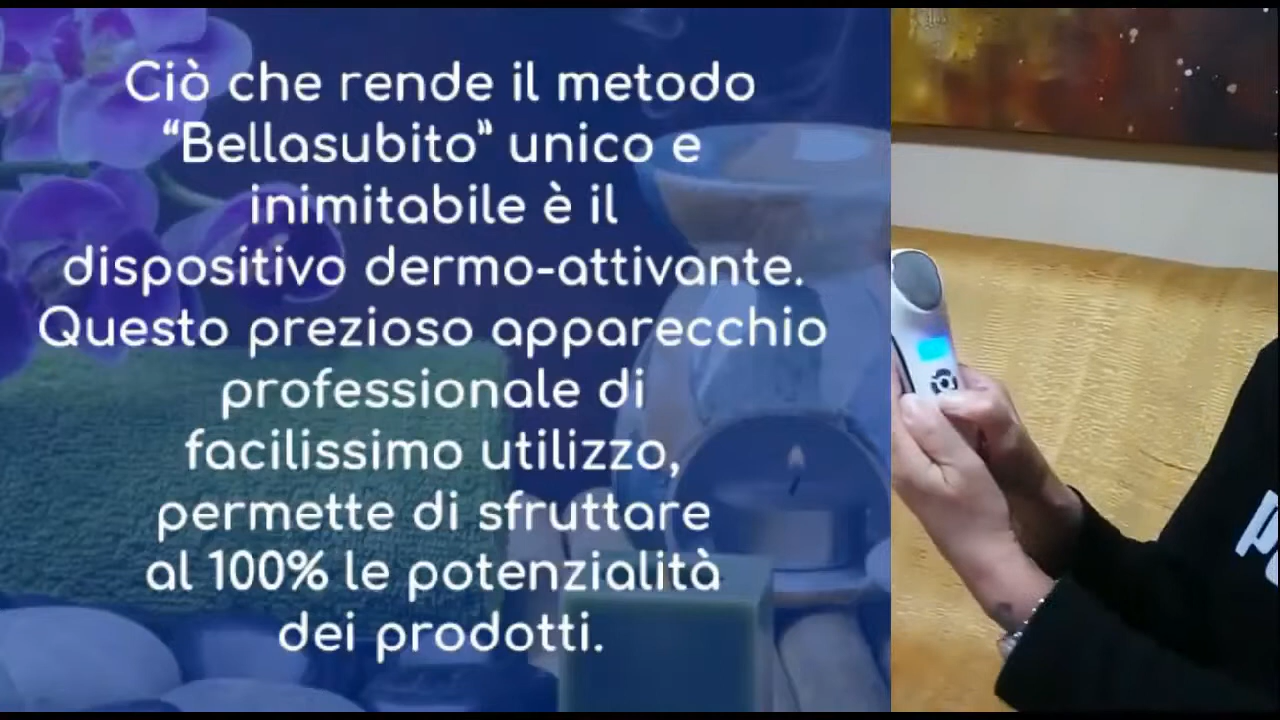 Ciò che rende il metodo
“Bellasubito” unico e
inimitabile è il
dispositivo dermo-attivante.
Questo prezioso apparecchio
professionale di
facilissimo utilizzo,
permette di sfruttare
al 100% le potenzialità
dei prodotti.